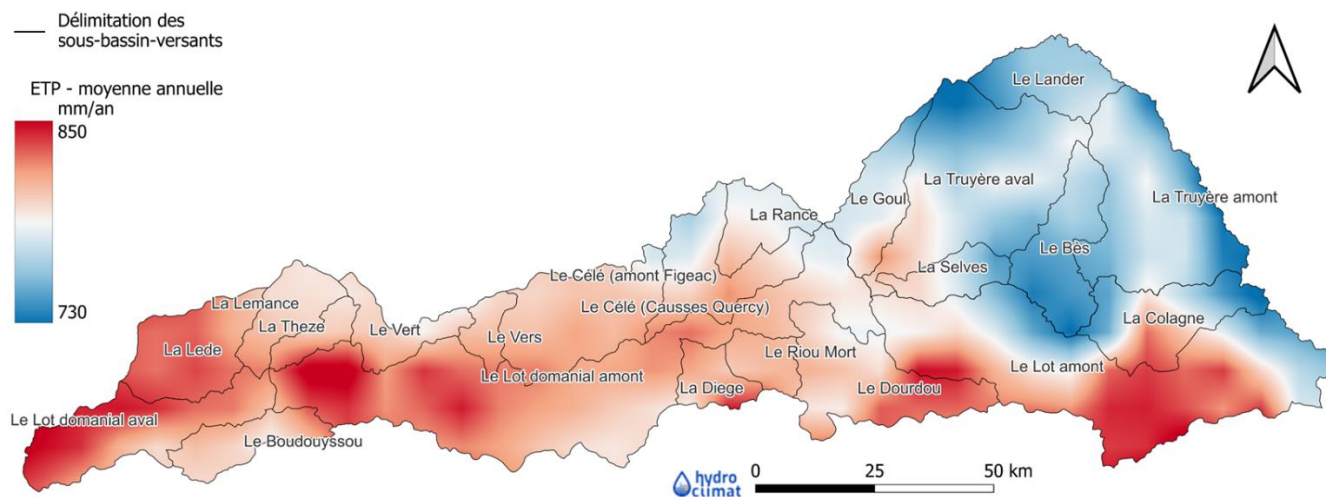 Délimitation des
sous-bassin-versants
ETP - moyenne annuelle
mm/an
850
730
Le Lander
La Truyère aval
La Truyère amont
Le Goul
La Rance
Le Bès
La Selves
Le Célé (amont Figeac)
Le Célé (Causses Quercy)
La Colagne
La Lemance
La Theze
Le Vert
Le Vers
La Lede
Le Riou Mort
Le Lot amont
Le Lot domanial amont
La Diege
Le Dourdou
Le Lot domanial aval
Le Boudouyssou
hydro
climat
0 25 50 km